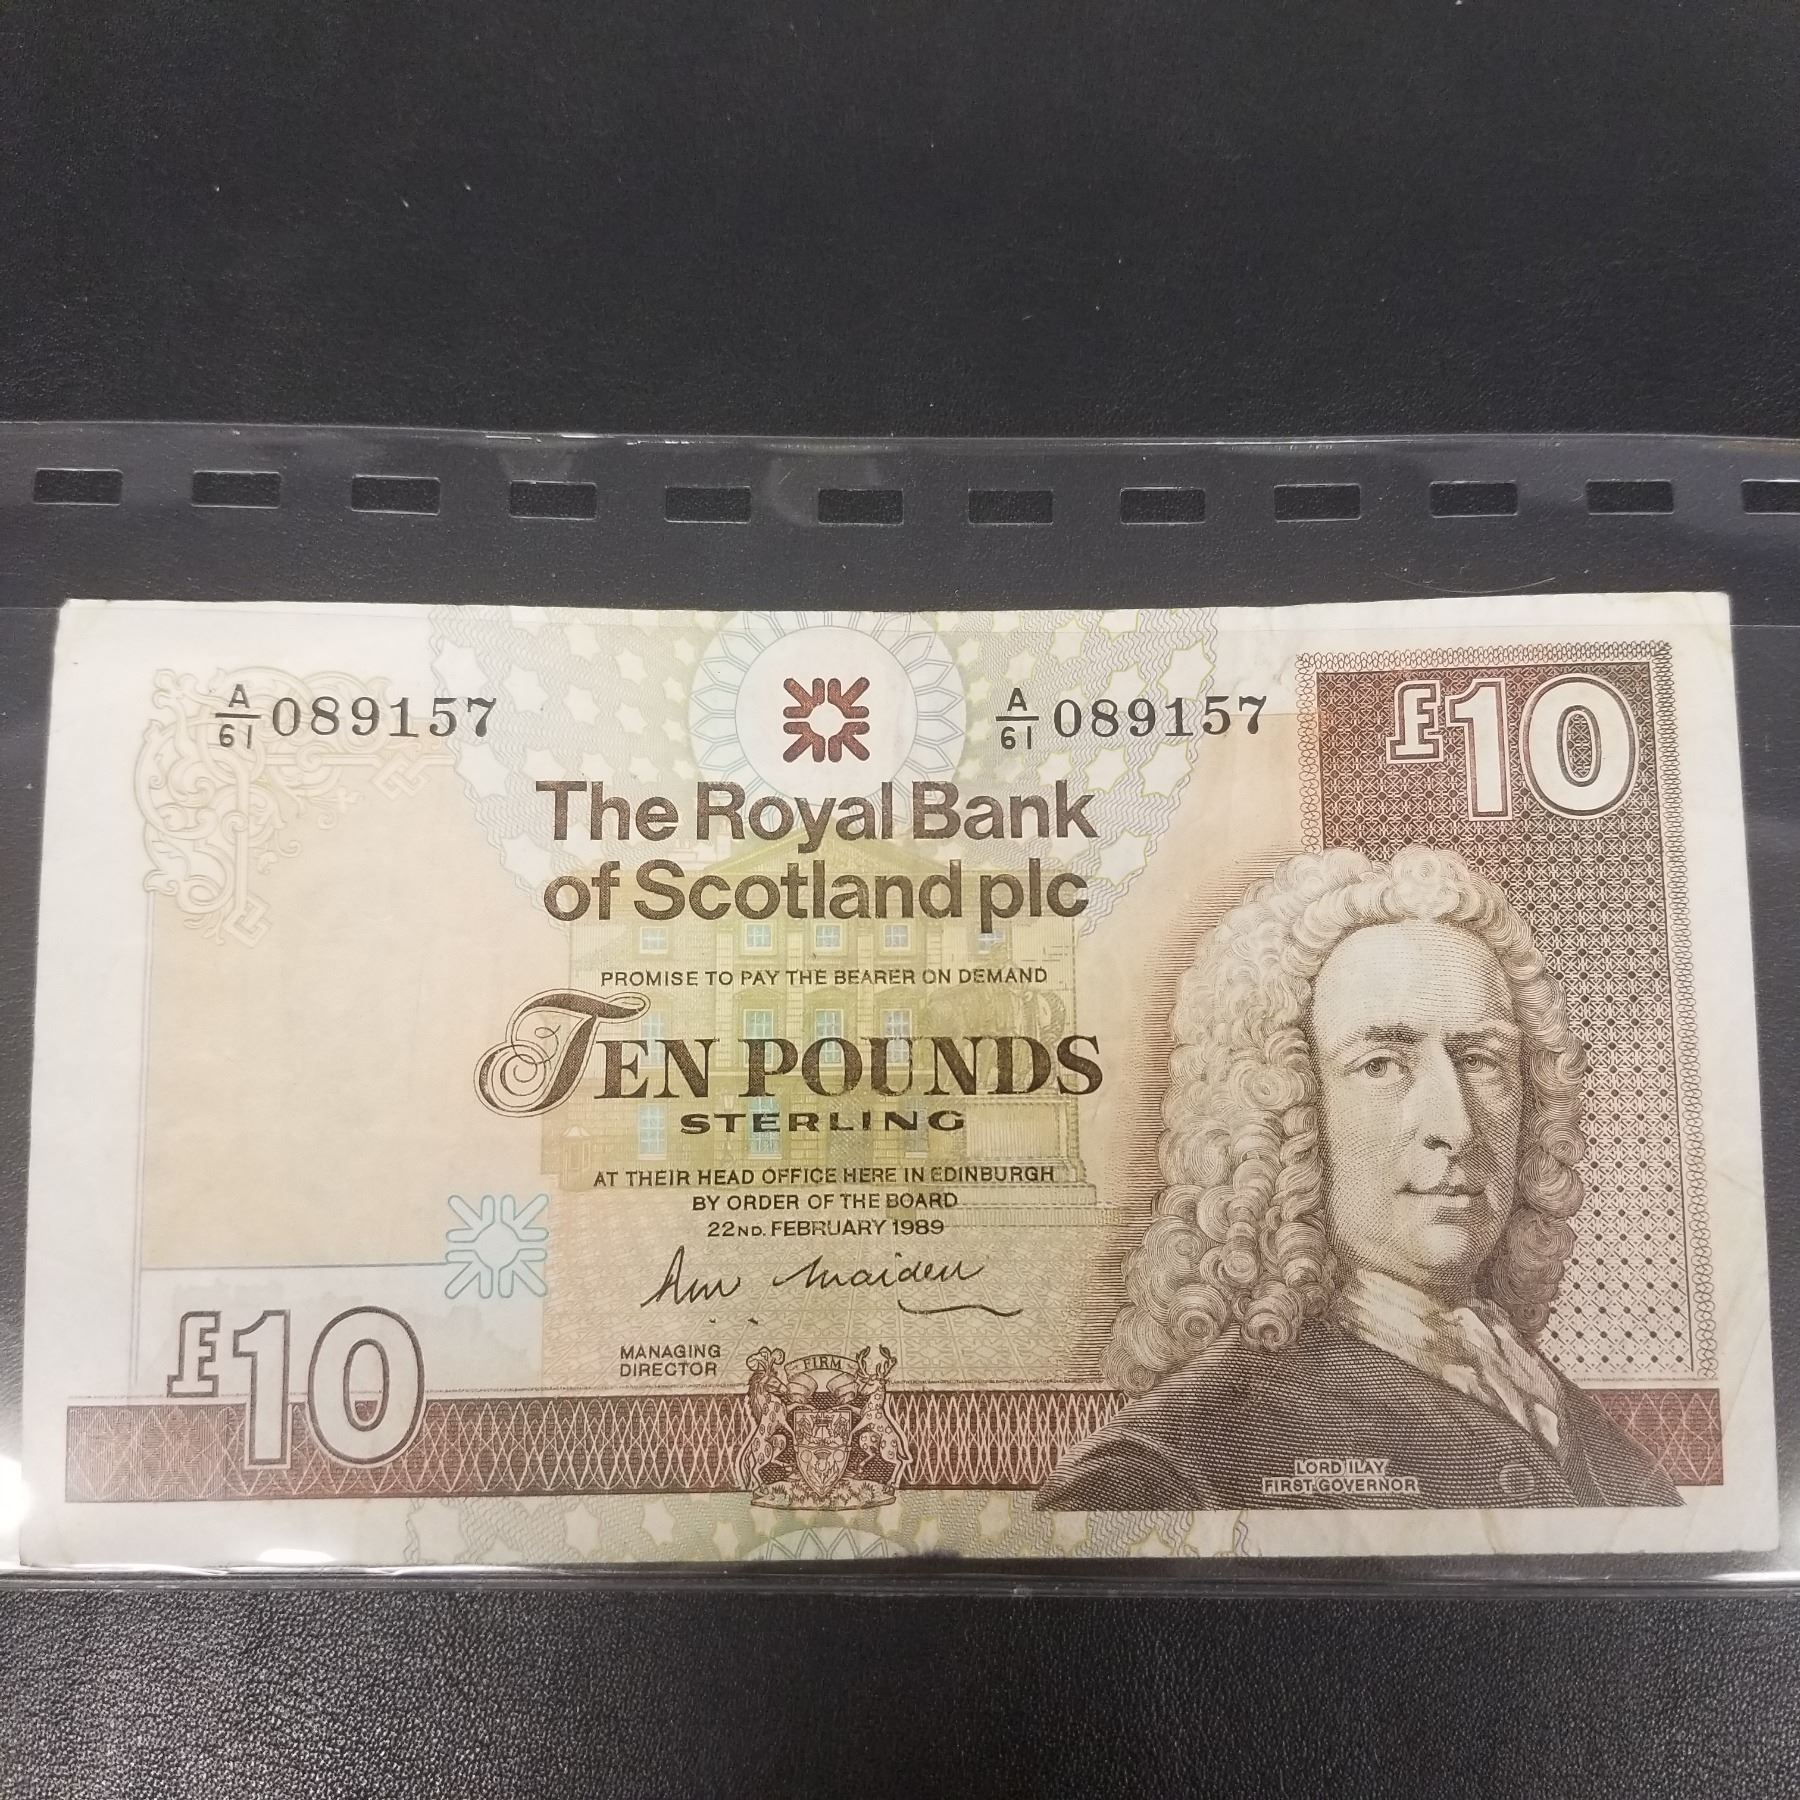 A/61 089157
A/61 089157
£10
The Royal Bank
of Scotland plc
PROMISE TO PAY THE BEARER ON DEMAND
TEN POUNDS
STERLING
AT THEIR HEAD OFFICE HERE IN EDINBURGH
BY ORDER OF THE BOARD
22ND. FEBRUARY 1989
£10
MANAGING
DIRECTOR
FIRM
LORD ILAY
FIRST GOVERNOR